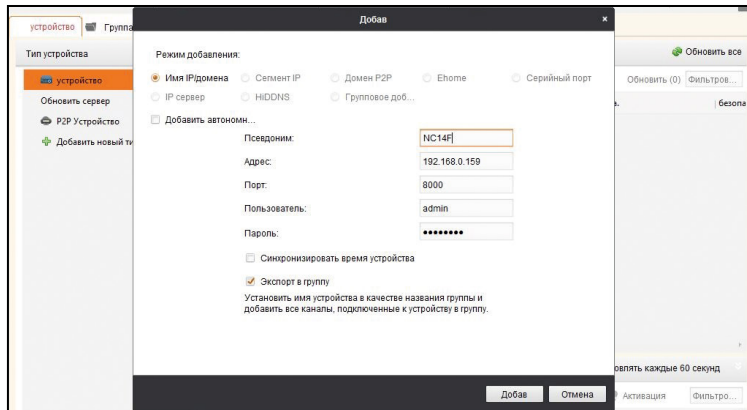 устройство Группа
Добав
Тип устройства
Обновить все
устройство
Обновить сервер
P2P Устройство
Добавить новый ти
Режим добавления:
Имя IP/домена Сегмент IP Домен P2P Ehome Серийный порт
IP сервер HiDDNS Групповое доб...
Добавить автономн...
Обновить (0) Фильтров...
безопа
Псевдоним: NC14F
Адрес: 192.168.0.159
Порт: 8000
Пользователь: admin
Пароль: ●●●●●●●●
Синхронизировать время устройства
Экспорт в группу
Установить имя устройства в качестве названия группы и
добавить все каналы, подключенные к устройству в группу.
овлять каждые 60 секунд
Добав Отмена
Активация Фильтро...